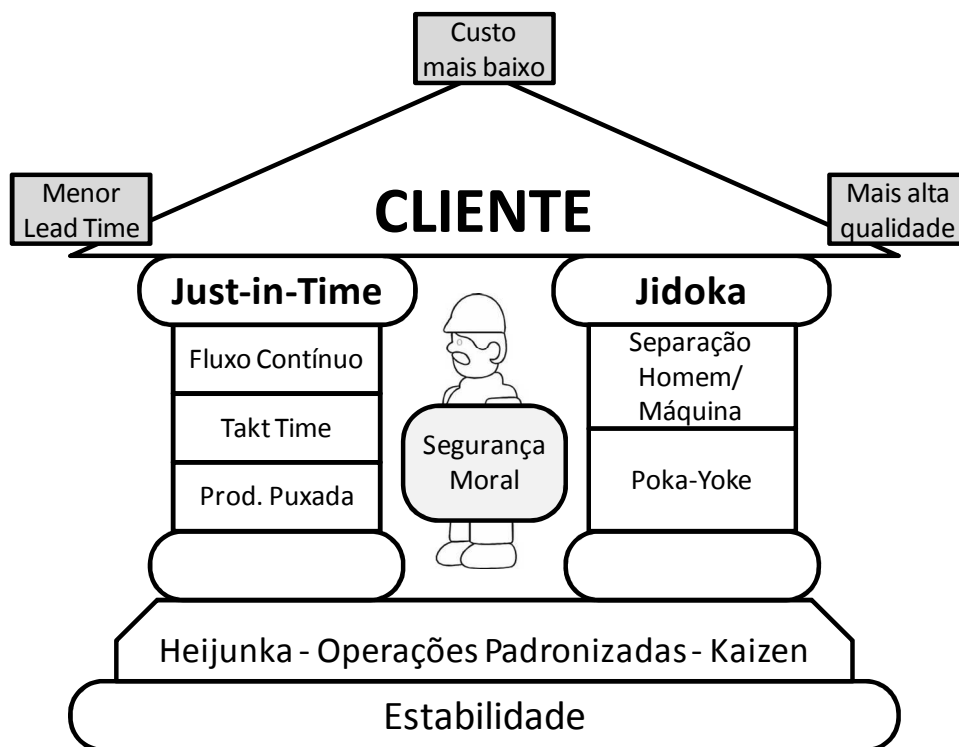 Custo
mais baixo
Menor
Lead Time
CLIENTE
Mais alta
qualidade
Just-in-Time
Jidoka
Fluxo Contínuo
Takt Time
Prod. Puxada
Segurança
Moral
Separação
Homem/
Máquina
Poka-Yoke
Heijunka - Operações Padronizadas - Kaizen
Estabilidade